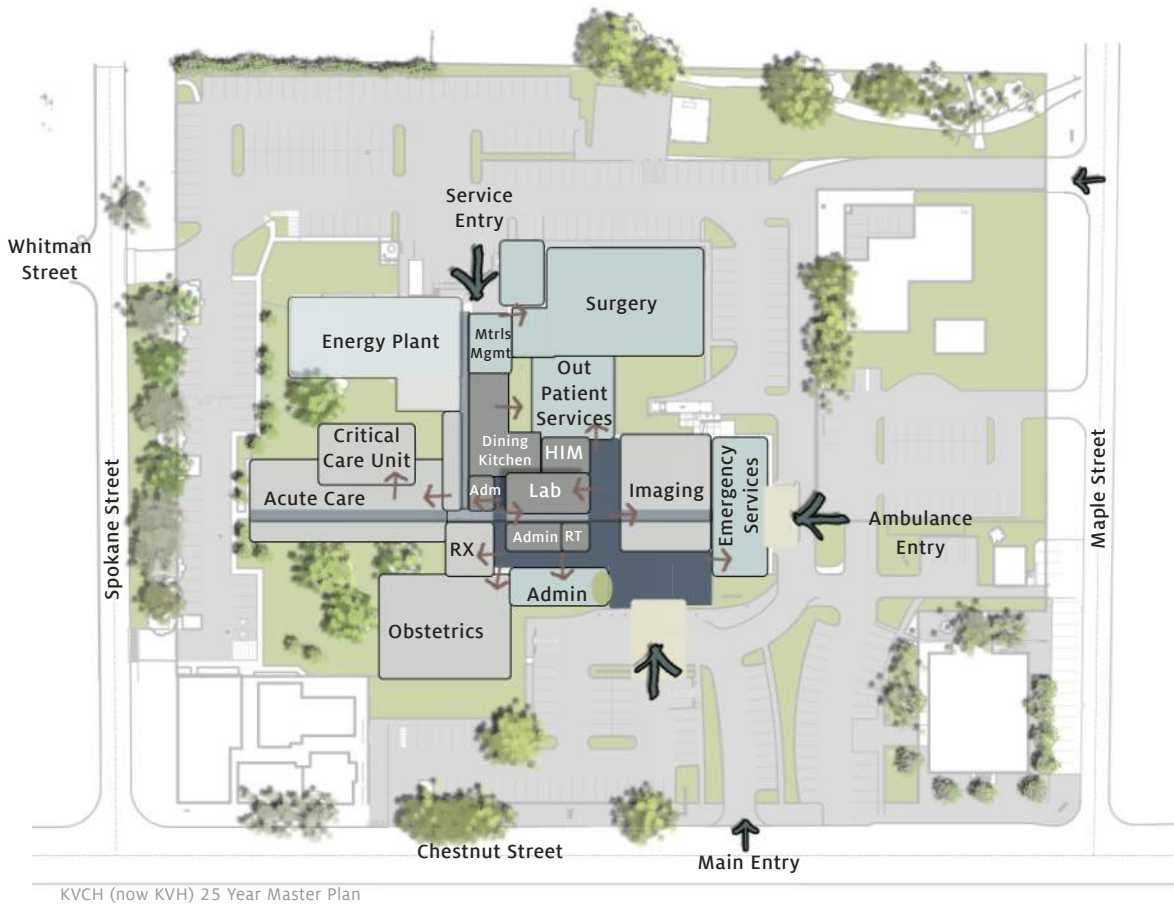 Service
Entry
Whitman
Street
Surgery
Energy Plant
Mtrls
Mgmt
Out
Patient
Services
Critical
Care Unit
Dining
Kitchen
HIM
Acute Care
Adm
Lab
Imaging
Emergency
Services
Ambulance
Entry
Maple Street
Spokane Street
RX
Admin
RT
Admin
Obstetrics
Chestnut Street
Main Entry
KVCH (now KVH) 25 Year Master Plan